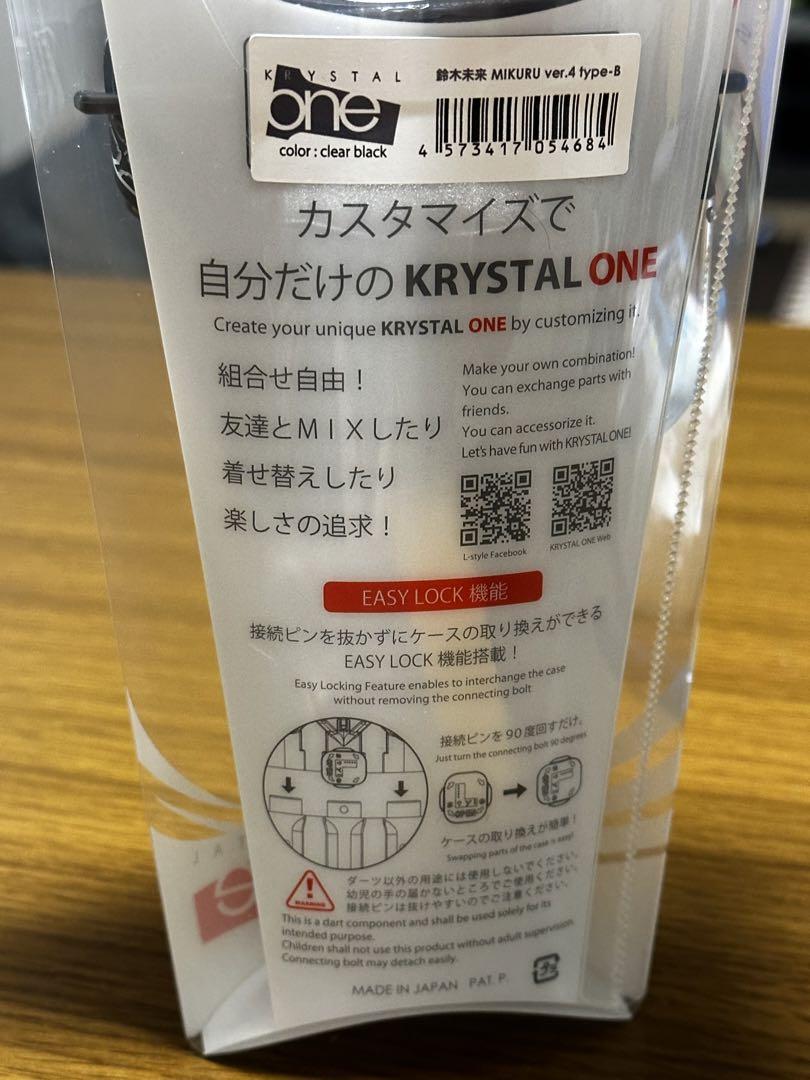 KRYSTAL
one
color : clear black
鈴木未来 MIKURU ver.4 type-B
4 573417 054684
カスタマイズで
自分だけの KRYSTAL ONE
Create your unique KRYSTAL ONE by customizing it.
組合せ自由！
友達とＭＩＸしたり
着せ替えしたり
楽しさの追求！
Make your own combination!
You can exchange parts with
friends.
You can accessorize it.
Let's have fun with KRYSTAL ONE!
L-style Facebook
KRYSTAL ONE Web
EASY LOCK 機能
接続ピンを抜かずにケースの取り換えができる
EASY LOCK 機能搭載！
Easy Locking Feature enables to interchange the case
without removing the connecting bolt
接続ピンを90度回すだけ。
Just turn the connecting bolt 90 degrees
OPEN
ケースの取り換えが簡単！
Swapping parts of the case is easy!
WARNING
ダーツ以外の用途には使用しないでください。
幼児の手の届かないところでご使用ください。
接続ピンは抜けやすいのでご注意ください。
This is a dart component and shall be used solely for its
intended purpose.
Children shall not use this product without adult supervision
Connecting bolt may detach easily.
MADE IN JAPAN PAT. P.
プラ